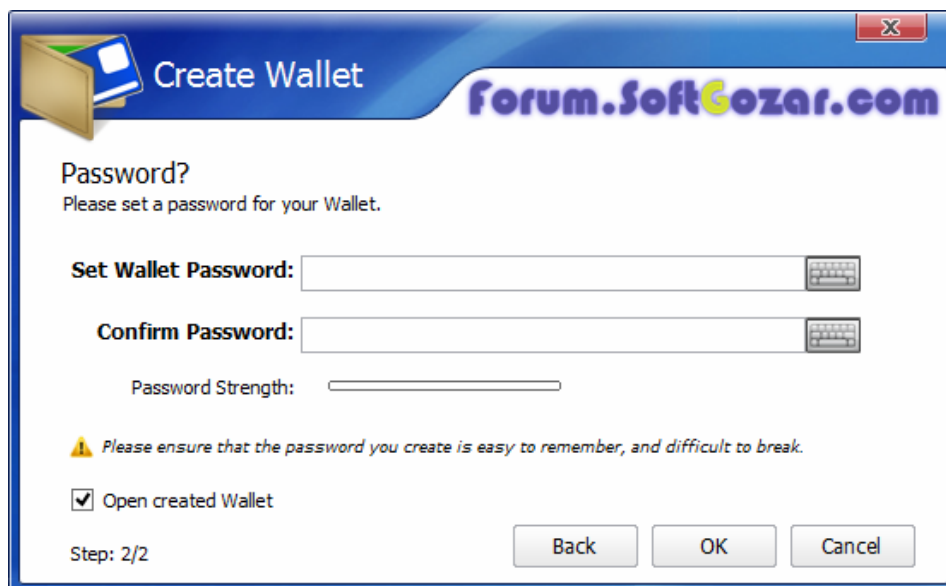 Create Wallet
Forum.SoftGozar.com
Password?
Please set a password for your Wallet.
Set Wallet Password:
Confirm Password:
Password Strength:
Please ensure that the password you create is easy to remember, and difficult to break.
Open created Wallet
Step: 2/2
Back
OK
Cancel